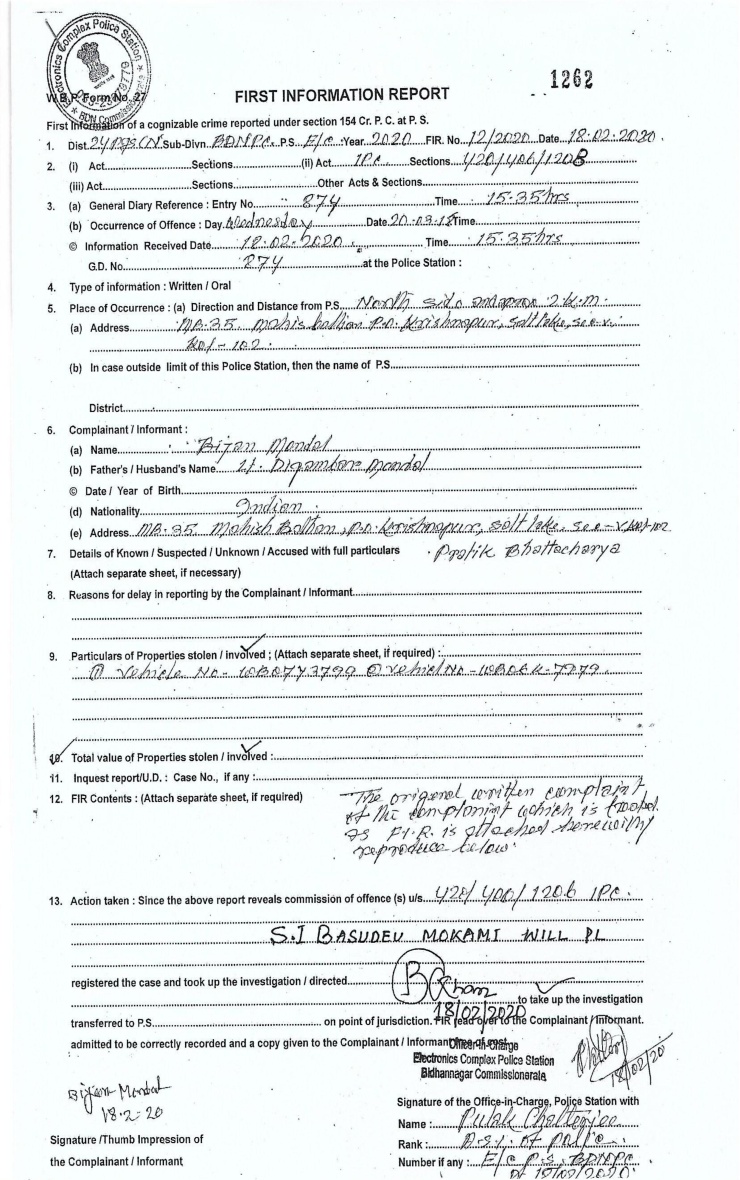 Electronics Complex Police Station
033-23679779
BDN Commissionerate
1262
W.B.P. Form No. 27
FIRST INFORMATION REPORT
First Information of a cognizable crime reported under section 154 Cr. P. C. at P. S.
1. Dist. 24 PGS (N) Sub-Divn. BDNPC. P.S. E/c Year 2020 FIR. No. 12/2020 Date 18.02.2020.
2. (i) Act Sections (ii) Act IPC Sections 420/406/120B
(iii) Act Sections Other Acts & Sections
3. (a) General Diary Reference : Entry No. 874 Time 15.35 hrs
(b) Occurrence of Offence : Day Wednesday Date 20.03.18 Time
© Information Received Date 18.02.2020 Time 15.35 hrs
G.D. No. 874 at the Police Station :
4. Type of information : Written / Oral
5. Place of Occurrence : (a) Direction and Distance from P.S. North side 2 k.m.
(a) Address MB-35 Mahisbathan P.O. Krishnapur, Salt lake, Sec-V.
Kol-102.
(b) In case outside limit of this Police Station, then the name of P.S.
District
6. Complainant / Informant :
(a) Name Bijan Mondal
(b) Father's / Husband's Name Lt. Digambar Mandal
© Date / Year of Birth
(d) Nationality Indian
(e) Address MB-35 Mohish Bathan, P.O. Krishnapur, Salt lake, Sec-V, Kol-102
7. Details of Known / Suspected / Unknown / Accused with full particulars Pratik Bhattacharya
(Attach separate sheet, if necessary)
8. Reasons for delay in reporting by the Complainant / Informant
9. Particulars of Properties stolen / involved ; (Attach separate sheet, if required) :
① Vehicle No - WB07J3799 ② Vehicle No -
10. Total value of Properties stolen / involved :
11. Inquest report/U.D. : Case No., if any :
12. FIR Contents : (Attach separate sheet, if required) The original written complaint
of the complainant which is treated
as F.I.R. is attached herewith/
reproduce below.
13. Action taken : Since the above report reveals commission of offence (s) u/s. 420/406/120B IPC.
S.I BASUDEV MOKAMI WILL PL
registered the case and took up the investigation / directed
to take up the investigation
18/02/2020
transferred to P.S. on point of jurisdiction. FIR read over to the Complainant / Informant.
admitted to be correctly recorded and a copy given to the Complainant / Informant free of cost.
Officer-in-Charge
Electronics Complex Police Station
Bidhannagar Commissionerate
18/02/20
Bijan Mondal
18-2-20
Signature of the Office-in-Charge, Police Station with
Name : Pulak Chatterjee
Signature /Thumb Impression of
the Complainant / Informant
Rank : A.S.I. of Police
Number if any : E/c P.S, BDNPC
Dt 18/02/2020